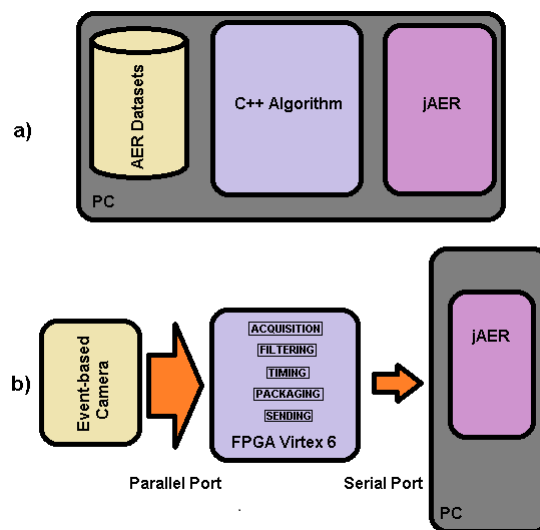 a)
AER Datasets
C++ Algorithm
jAER
PC
b)
Event-based
Camera
Parallel Port
ACQUISITION
FILTERING
TIMING
PACKAGING
SENDING
FPGA Virtex 6
Serial Port
jAER
PC